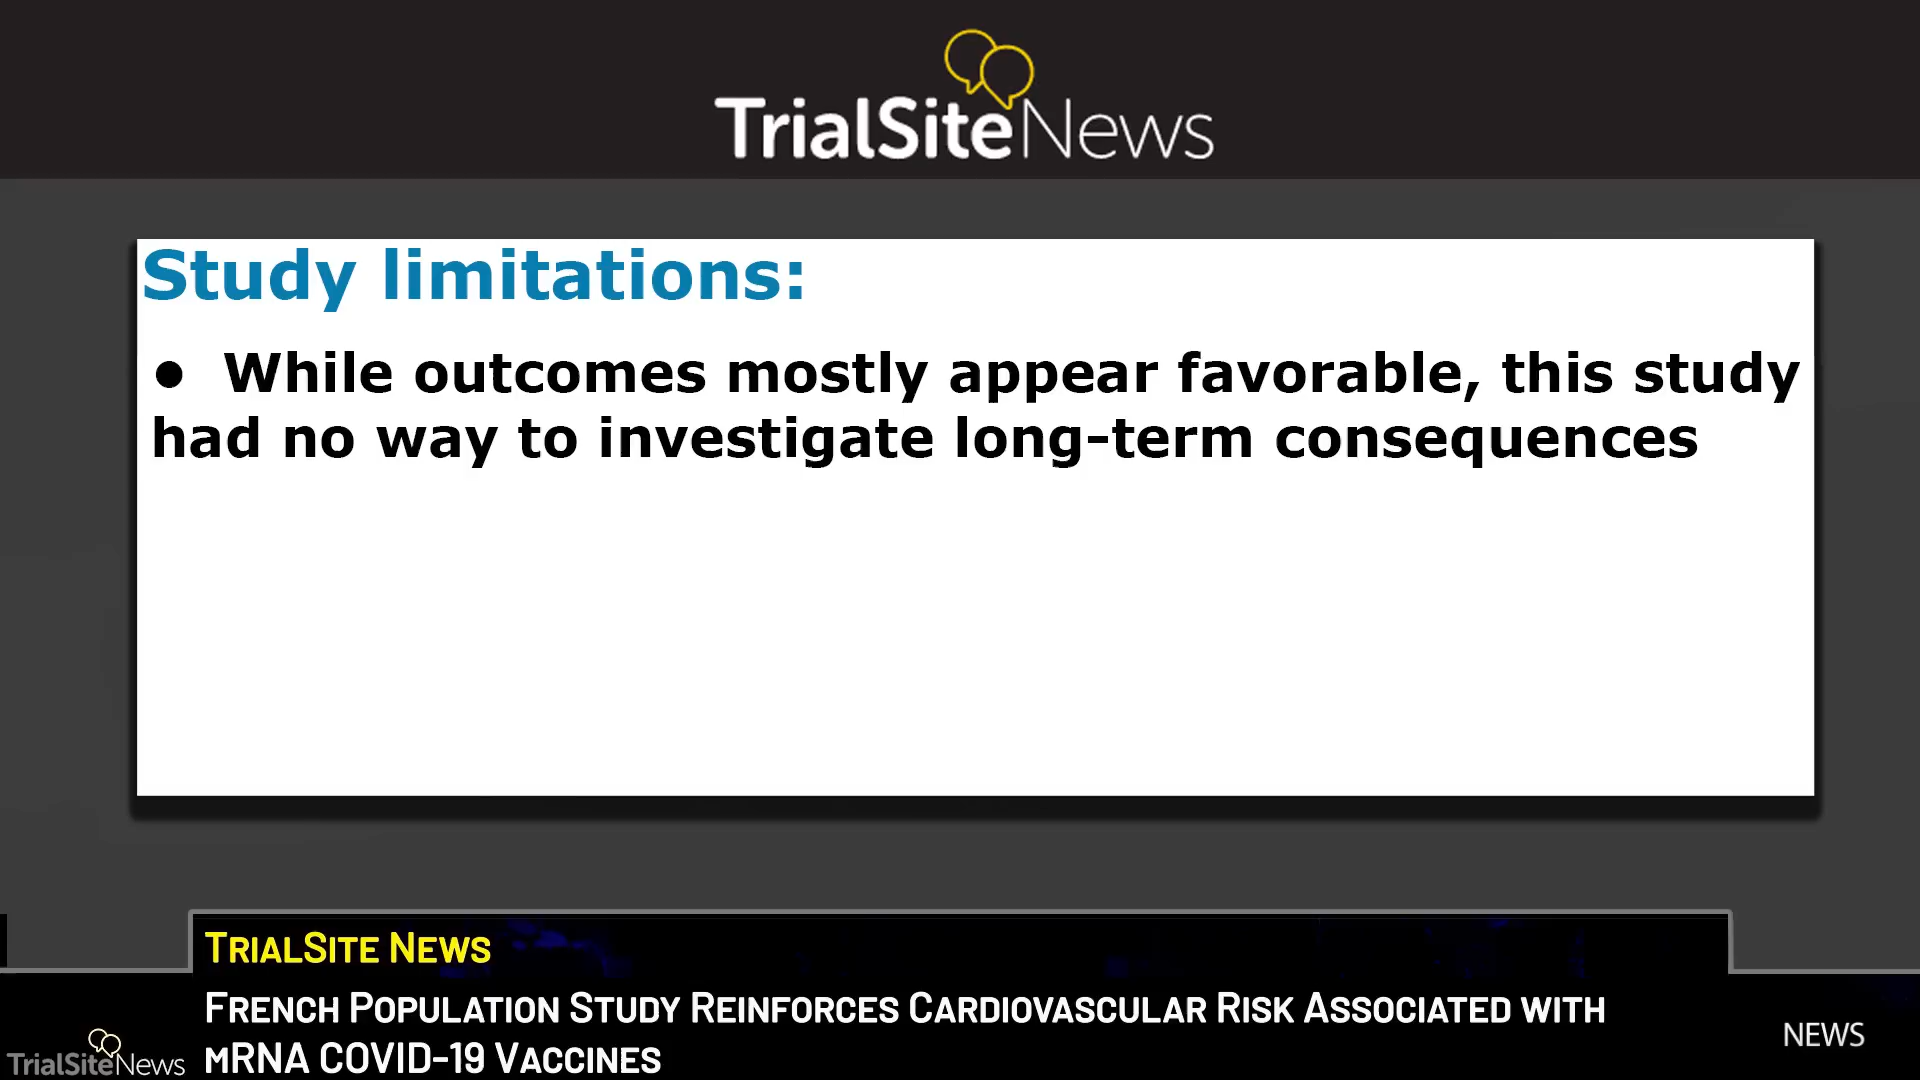 TrialSiteNews
Study limitations:
● While outcomes mostly appear favorable, this study
had no way to investigate long-term consequences
TrialSite News
French Population Study Reinforces Cardiovascular Risk Associated with
mRNA COVID-19 Vaccines
NEWS
TrialSiteNews